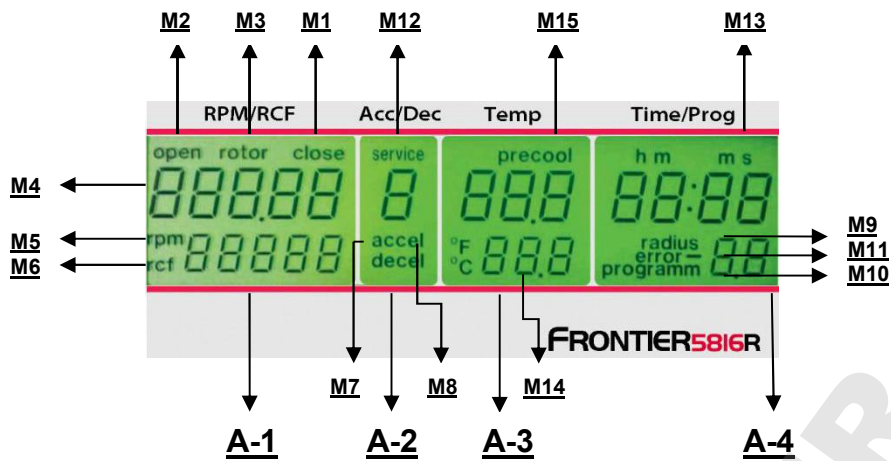 M2 M3 M1 M12 M15 M13
RPM/RCF Acc/Dec Temp Time/Prog
open rotor close service precool h m m s
M4 88888 8 888 88:88
M5 rpm 88888 accel °F 88.8 radius 8.8 M9
M6 rcf decel °C error M11
programm M10
FRONTIER5816R
M7 M8 M14
A-1 A-2 A-3 A-4
R